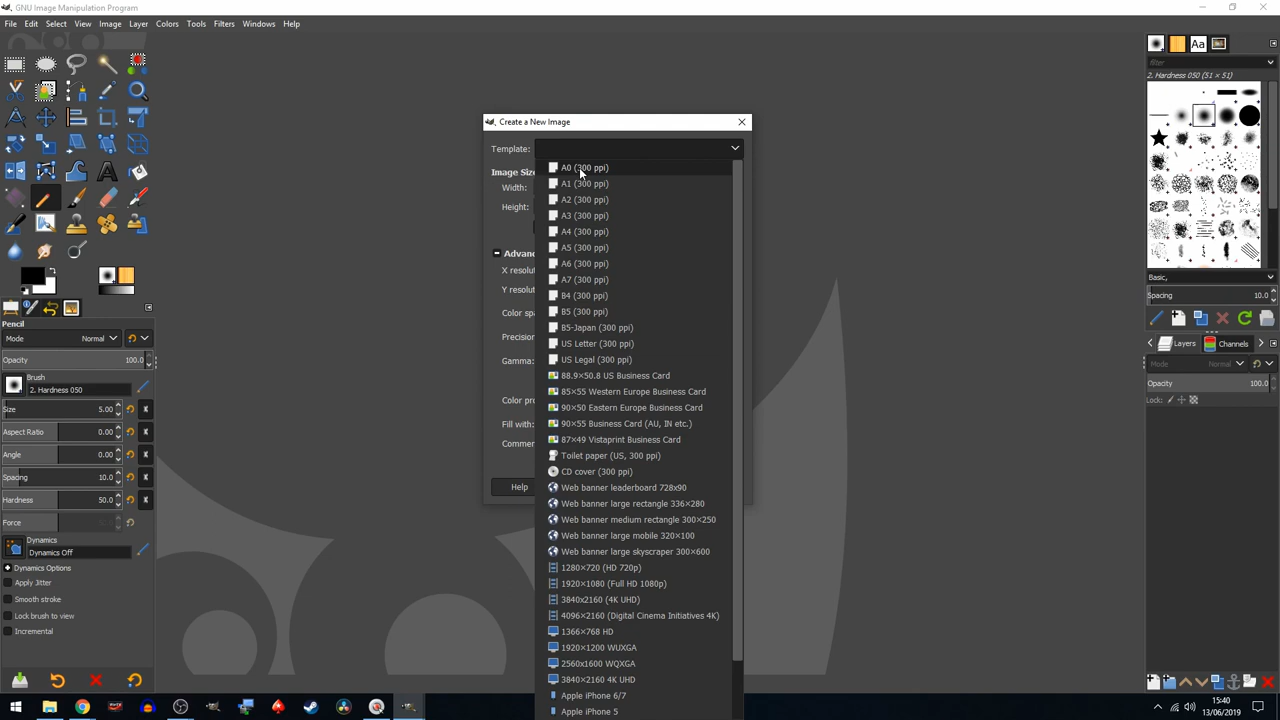 GNU Image Manipulation Program
File Edit Select View Image Layer Colors Tools Filters Windows Help
Aa
filter
2. Hardness 050 (51 × 51)
Basic,
Spacing 10.0
Layers Channels
Mode Normal
Opacity 100.0
Lock:
Pencil
Mode Normal
Opacity 100.0
Brush
2. Hardness 050
Size 5.00
Aspect Ratio 0.00
Angle 0.00
Spacing 10.0
Hardness 50.0
Force
Dynamics
Dynamics Off
Dynamics Options
Apply Jitter
Smooth stroke
Lock brush to view
Incremental
Create a New Image
Template:
Image Size
Width:
Height:
Advan
X resolut
Y resolut
Color spa
Precision
Gamma:
Color pro
Fill with:
Commen
Help
A0 (300 ppi)
A1 (300 ppi)
A2 (300 ppi)
A3 (300 ppi)
A4 (300 ppi)
A5 (300 ppi)
A6 (300 ppi)
A7 (300 ppi)
B4 (300 ppi)
B5 (300 ppi)
B5-Japan (300 ppi)
US Letter (300 ppi)
US Legal (300 ppi)
88.9×50.8 US Business Card
85×55 Western Europe Business Card
90×50 Eastern Europe Business Card
90×55 Business Card (AU, IN etc.)
87×49 Vistaprint Business Card
Toilet paper (US, 300 ppi)
CD cover (300 ppi)
Web banner leaderboard 728x90
Web banner large rectangle 336×280
Web banner medium rectangle 300×250
Web banner large mobile 320×100
Web banner large skyscraper 300×600
1280×720 (HD 720p)
1920×1080 (Full HD 1080p)
3840x2160 (4K UHD)
4096×2160 (Digital Cinema Initiatives 4K)
1366×768 HD
1920×1200 WUXGA
2560x1600 WQXGA
3840×2160 4K UHD
Apple iPhone 6/7
Apple iPhone 5
15:40
13/06/2019